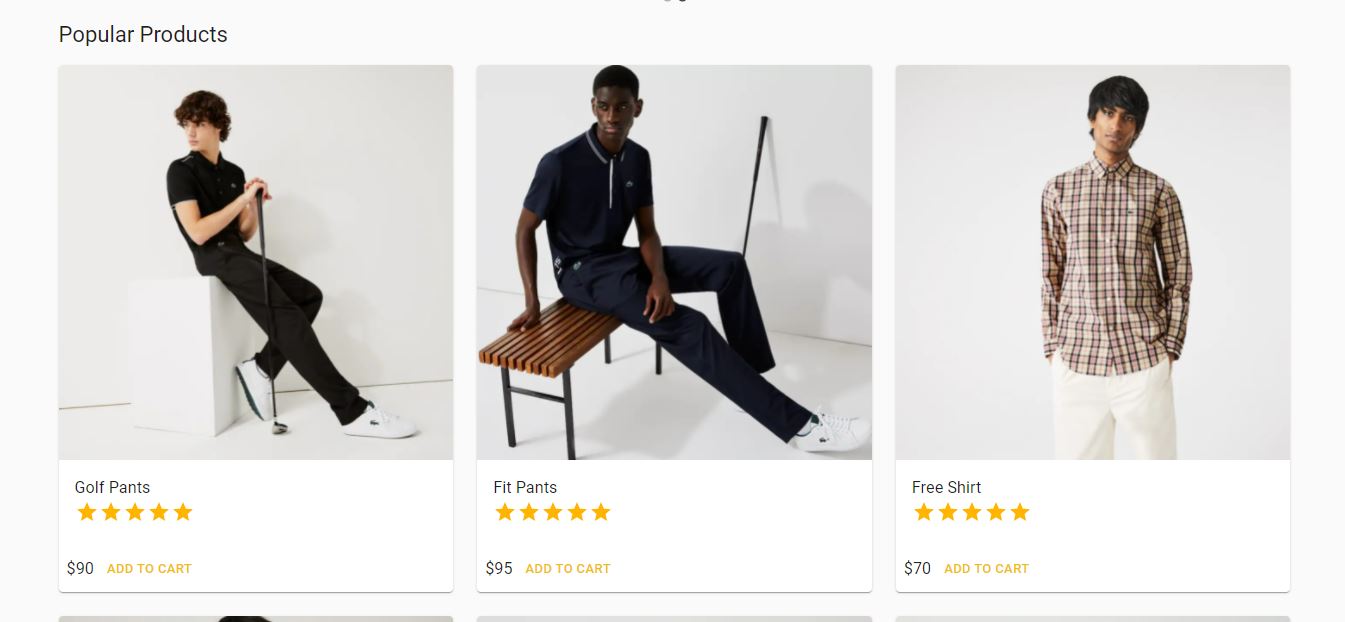 Popular Products
Golf Pants
$90 ADD TO CART
Fit Pants
$95 ADD TO CART
Free Shirt
$70 ADD TO CART